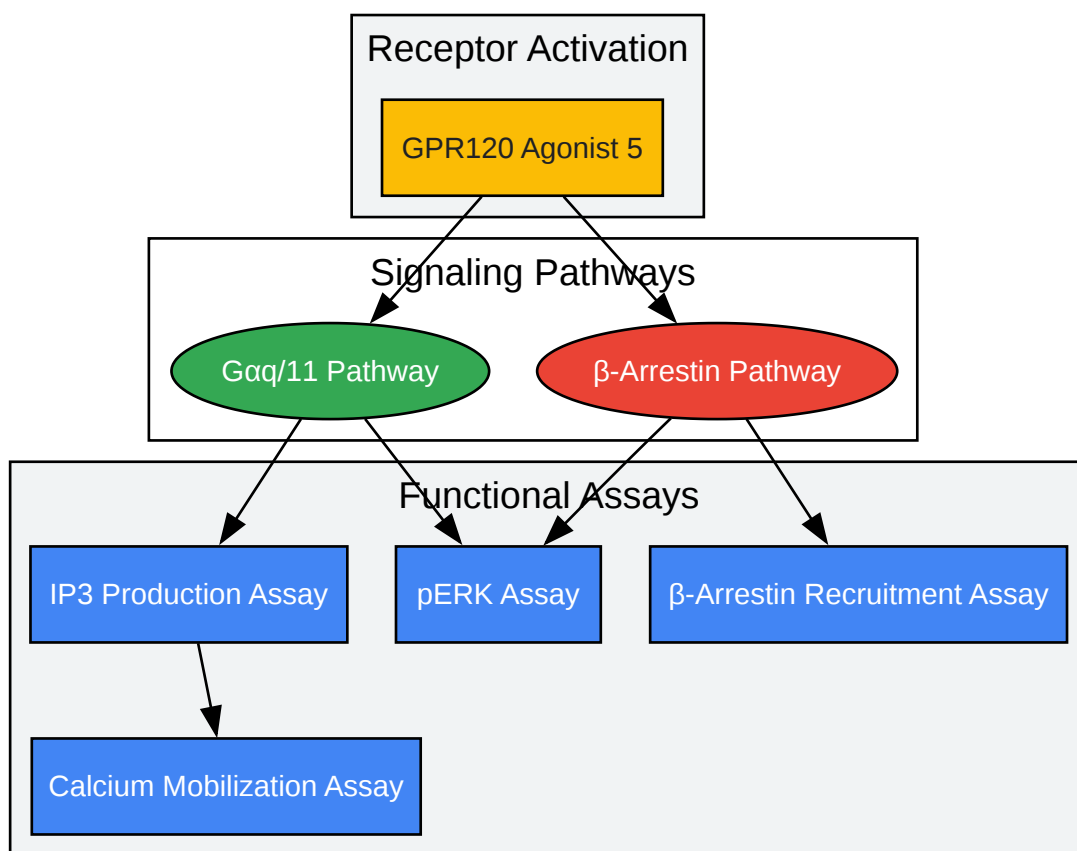 Receptor Activation
GPR120 Agonist 5
Signaling Pathways
Gαq/11 Pathway
β-Arrestin Pathway
Functional Assays
IP3 Production Assay
pERK Assay
β-Arrestin Recruitment Assay
Calcium Mobilization Assay